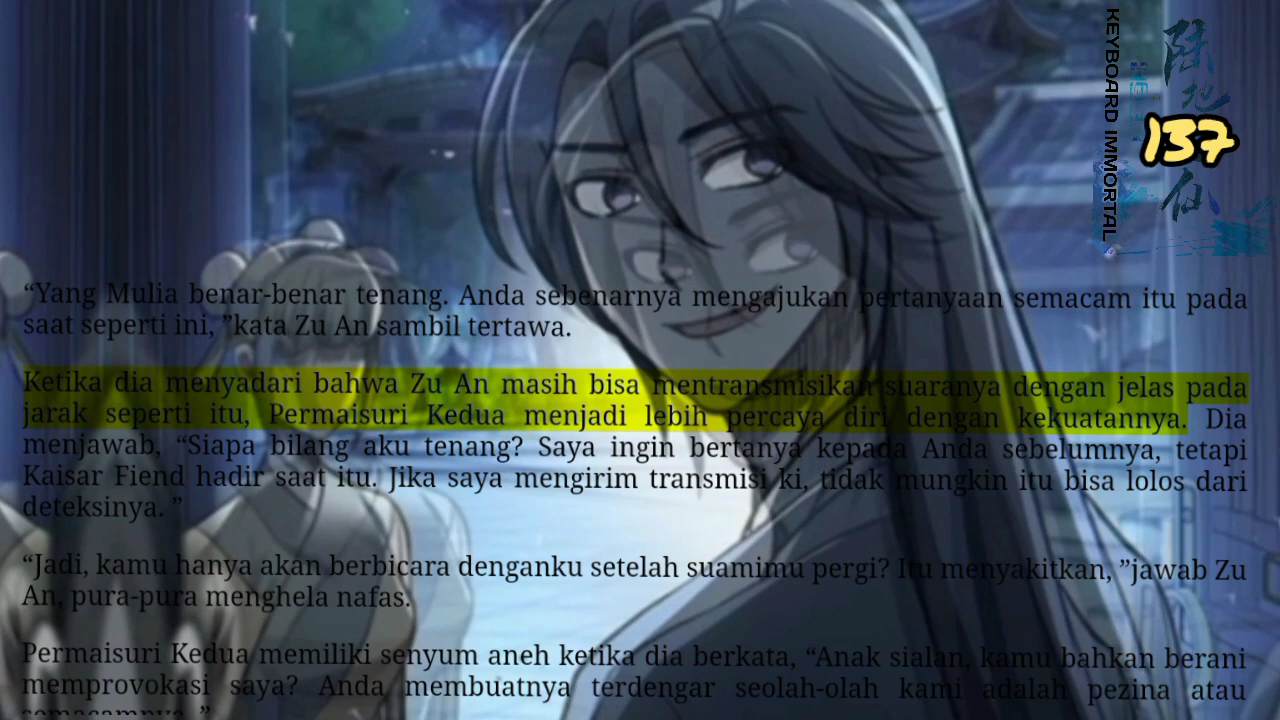 KEYBOARD IMMORTAL
陸地
仙
137
“Yang Mulia benar-benar tenang. Anda sebenarnya mengajukan pertanyaan semacam itu pada
saat seperti ini, ”kata Zu An sambil tertawa.
Ketika dia menyadari bahwa Zu An masih bisa mentransmisikan suaranya dengan jelas pada
jarak seperti itu, Permaisuri Kedua menjadi lebih percaya diri dengan kekuatannya. Dia
menjawab, “Siapa bilang aku tenang? Saya ingin bertanya kepada Anda sebelumnya, tetapi
Kaisar Fiend hadir saat itu. Jika saya mengirim transmisi ki, tidak mungkin itu bisa lolos dari
deteksinya. ”
“Jadi, kamu hanya akan berbicara denganku setelah suamimu pergi? Itu menyakitkan, ”jawab Zu
An, pura-pura menghela nafas.
Permaisuri Kedua memiliki senyum aneh ketika dia berkata, “Anak sialan, kamu bahkan berani
memprovokasi saya? Anda membuatnya terdengar seolah-olah kami adalah pezina atau
semacamnya. ”